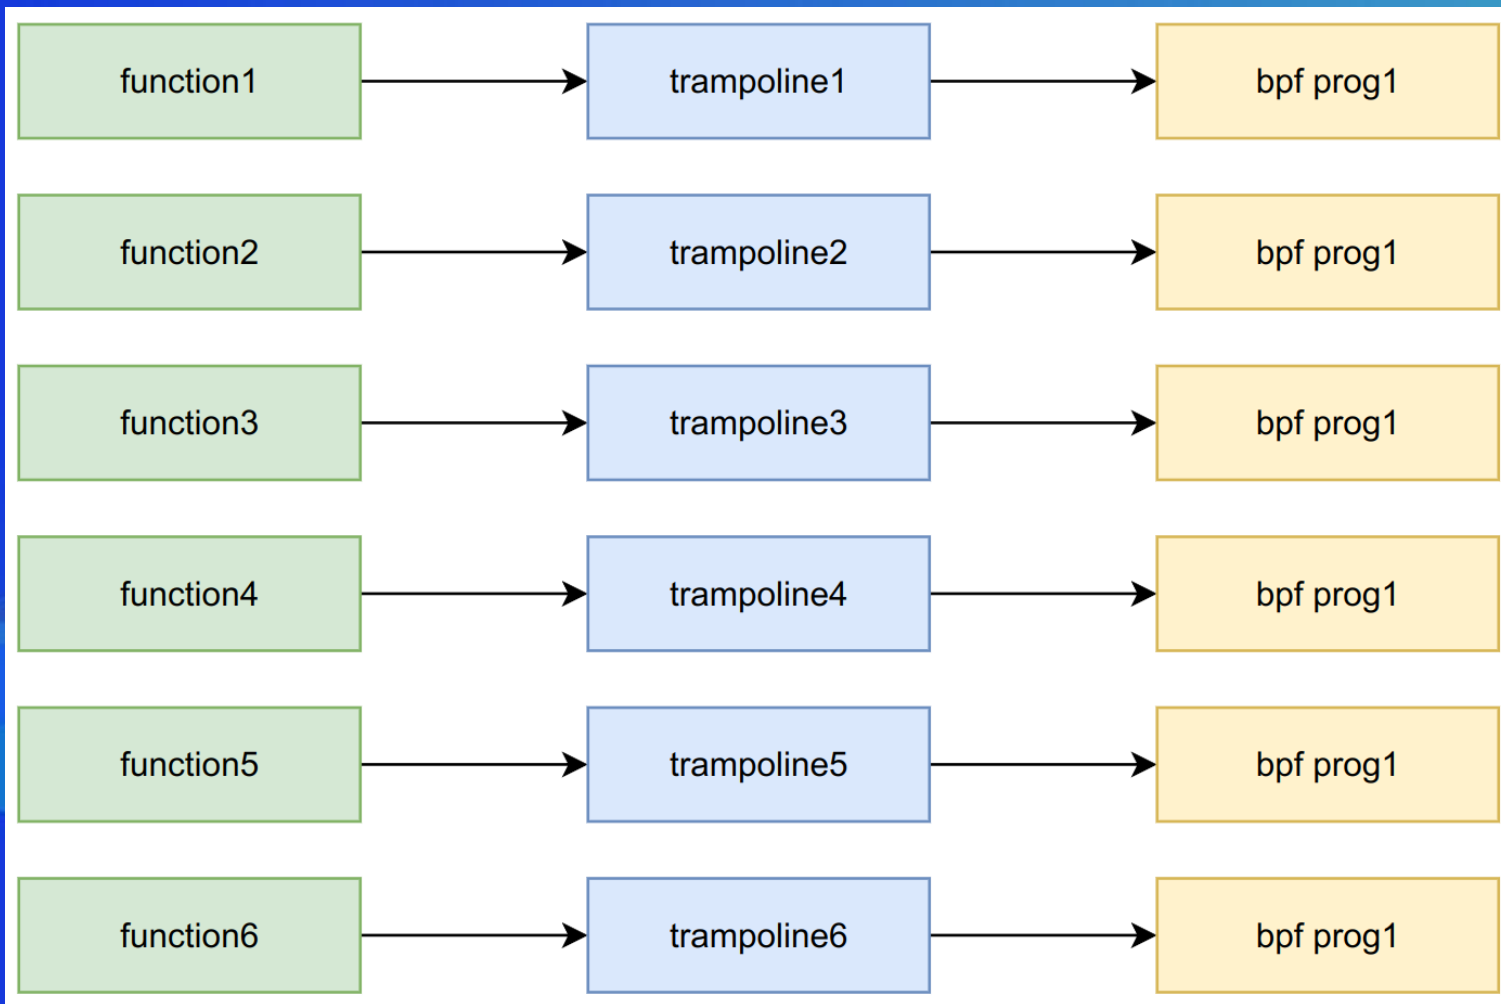 function1 trampoline1 bpf prog1
function2 trampoline2 bpf prog1
function3 trampoline3 bpf prog1
function4 trampoline4 bpf prog1
function5 trampoline5 bpf prog1
function6 trampoline6 bpf prog1